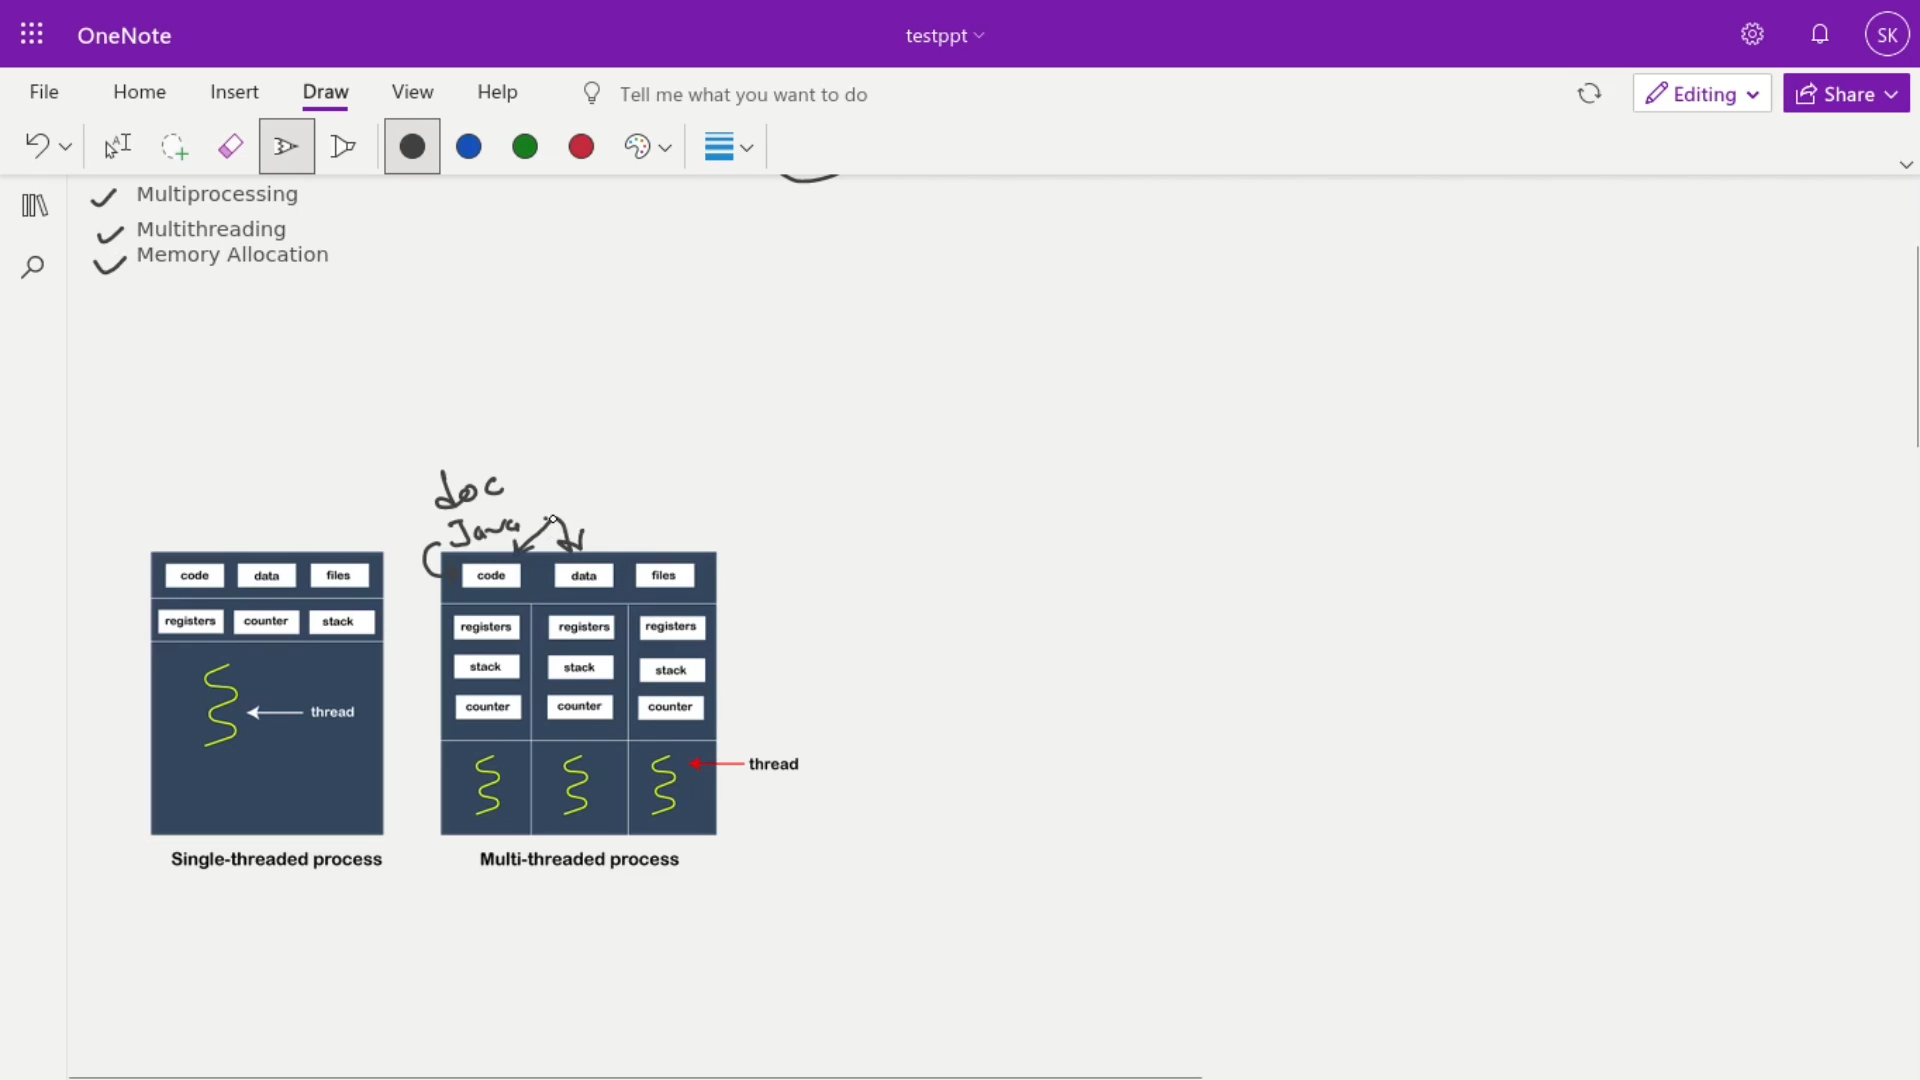 OneNote
testppt
SK
File Home Insert Draw View Help Tell me what you want to do Editing Share
Multiprocessing
Multithreading
Memory Allocation
doc
Java
code data files
registers counter stack
thread
Single-threaded process
code data files
registers registers registers
stack stack stack
counter counter counter
thread
Multi-threaded process